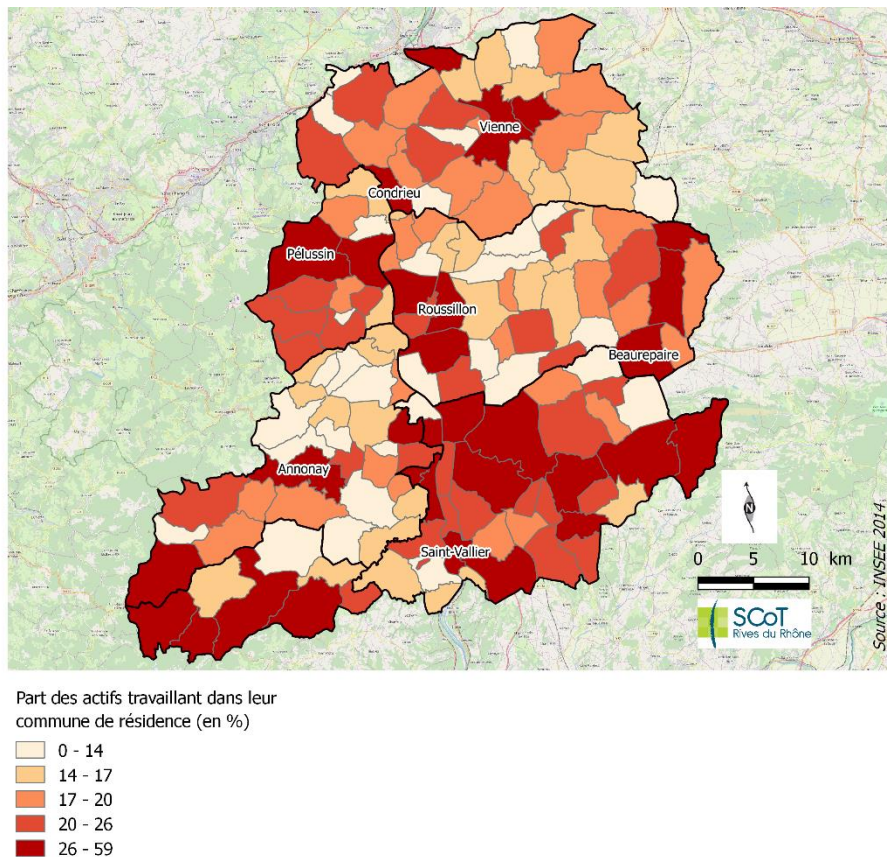 Vienne
Condrieu
Pélussin
Roussillon
Beaurepaire
Annonay
Saint-Vallier
N
0 5 10 km
SCoT
Rives du Rhône
Source : INSEE 2014
Part des actifs travaillant dans leur
commune de résidence (en %)
0 - 14
14 - 17
17 - 20
20 - 26
26 - 59